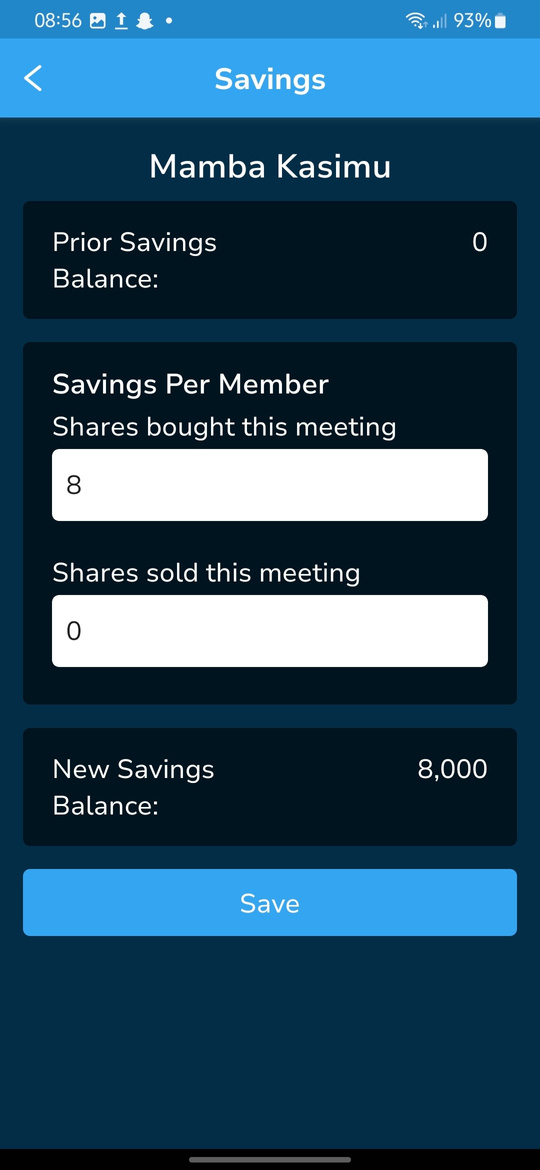 08:56 93%
Savings
Mamba Kasimu
Prior Savings 0
Balance:
Savings Per Member
Shares bought this meeting
8
Shares sold this meeting
0
New Savings 8,000
Balance:
Save